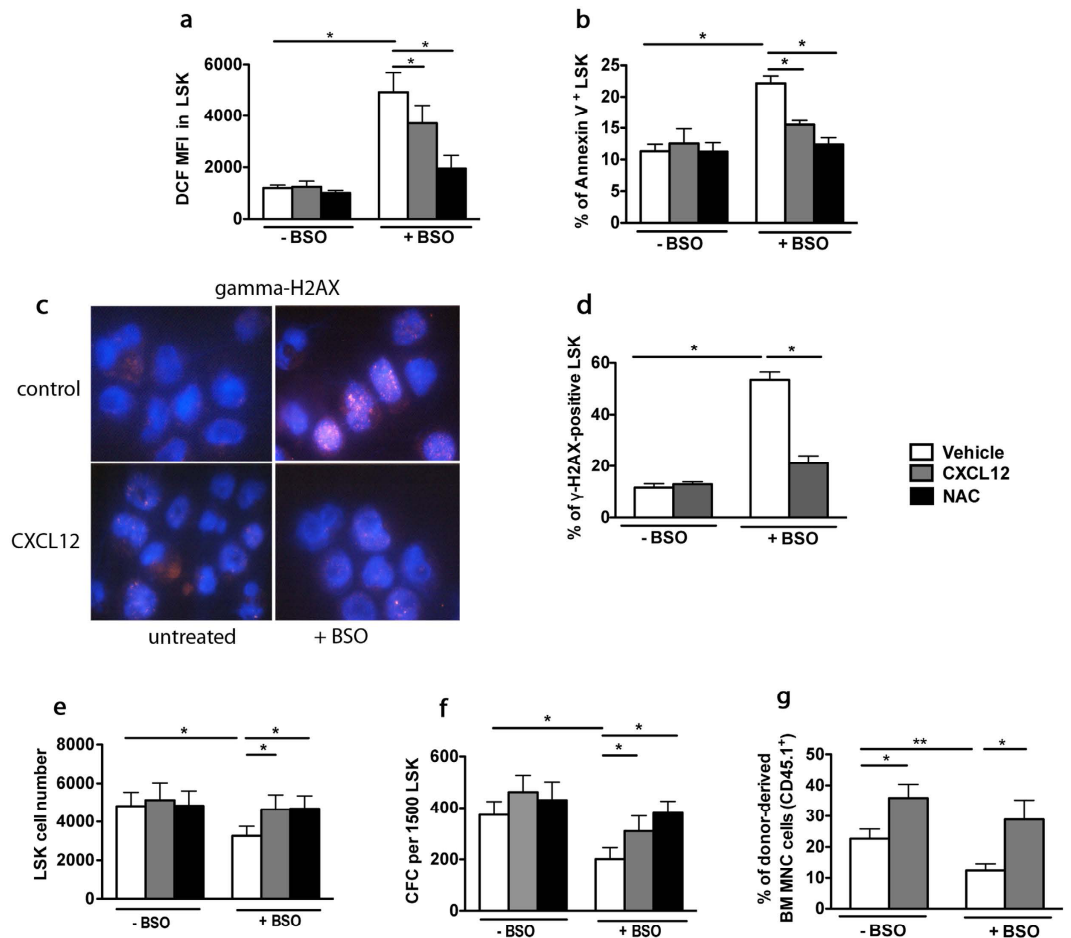 a
*
*
*
6000
4000
2000
0
DCF MFI in LSK
- BSO
+ BSO
b
*
*
*
25
20
15
10
5
0
% of Annexin V + LSK
- BSO
+ BSO
c
gamma-H2AX
control
CXCL12
untreated
+ BSO
d
*
*
60
40
20
0
% of γ-H2AX-positive LSK
- BSO
+ BSO
Vehicle
CXCL12
NAC
e
*
*
*
8000
6000
4000
2000
0
LSK cell number
- BSO
+ BSO
f
*
*
*
600
400
200
0
CFC per 1500 LSK
- BSO
+ BSO
g
**
*
*
50
40
30
20
10
0
% of donor-derived
BM MNC cells (CD45.1+)
- BSO
+ BSO